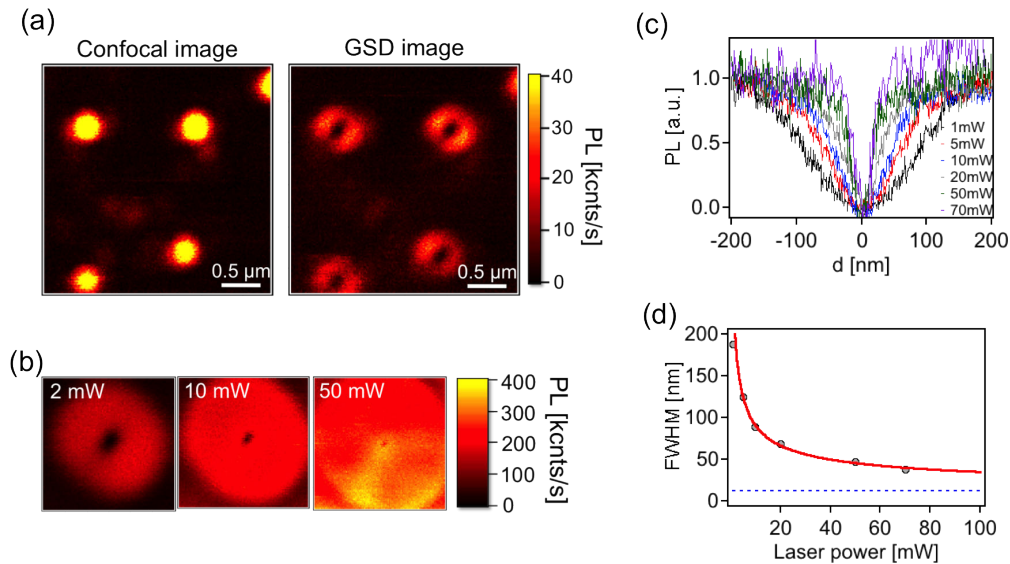 (a)
Confocal image
GSD image
40
30
20
10
0
PL [kcnts/s]
0.5 µm
0.5 µm
(b)
2 mW
10 mW
50 mW
400
300
200
100
0
PL [kcnts/s]
(c)
PL [a.u.]
1.0
0.5
0.0
1mW
5mW
10mW
20mW
50mW
70mW
-200
-100
0
100
200
d [nm]
(d)
FWHM [nm]
200
150
100
50
0
20
40
60
80
100
Laser power [mW]